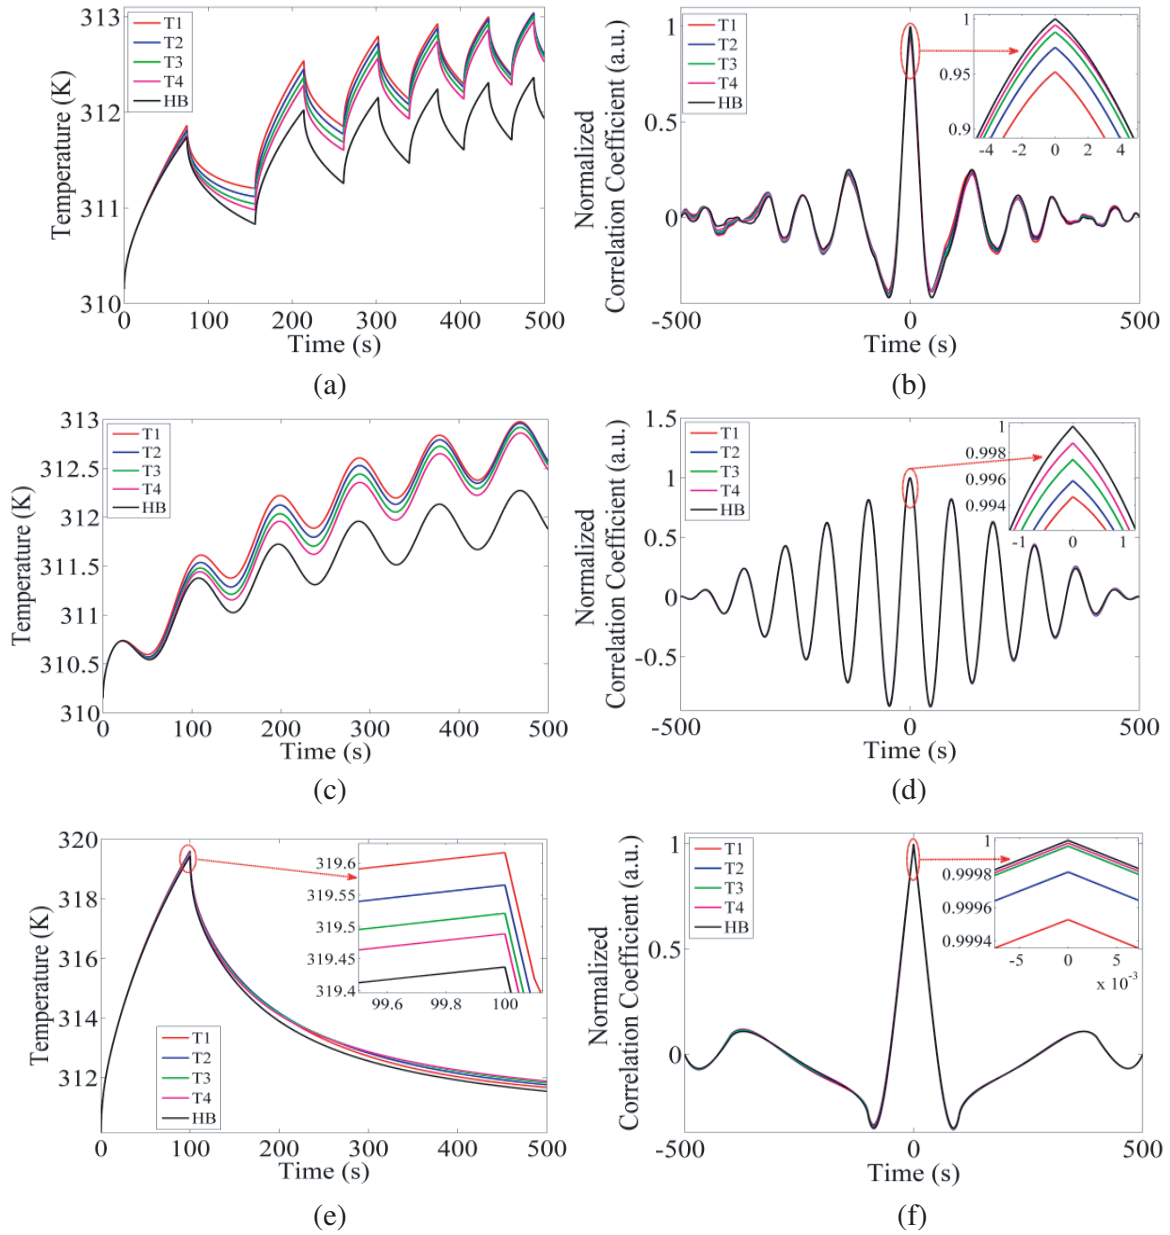 313
312
311
310
Temperature (K)
T1
T2
T3
T4
HB
0 100 200 300 400 500
Time (s)
(a)
1
0.5
0
Normalized
Correlation Coefficient (a.u.)
T1
T2
T3
T4
HB
1
0.95
0.9
-4 -2 0 2 4
-500 0 500
Time (s)
(b)
313
312.5
312
311.5
311
310.5
310
Temperature (K)
T1
T2
T3
T4
HB
0 100 200 300 400 500
Time (s)
(c)
1.5
1
0.5
0
-0.5
Normalized
Correlation Coefficient (a.u.)
T1
T2
T3
T4
HB
1
0.998
0.996
0.994
-1 0 1
-500 0 500
Time (s)
(d)
320
318
316
314
312
Temperature (K)
319.6
319.55
319.5
319.45
319.4
99.6 99.8 100
T1
T2
T3
T4
HB
0 100 200 300 400 500
Time (s)
(e)
1
0.5
0
Normalized
Correlation Coefficient (a.u.)
T1
T2
T3
T4
HB
1
0.9998
0.9996
0.9994
-5 0 5
x 10-3
-500 0 500
Time (s)
(f)